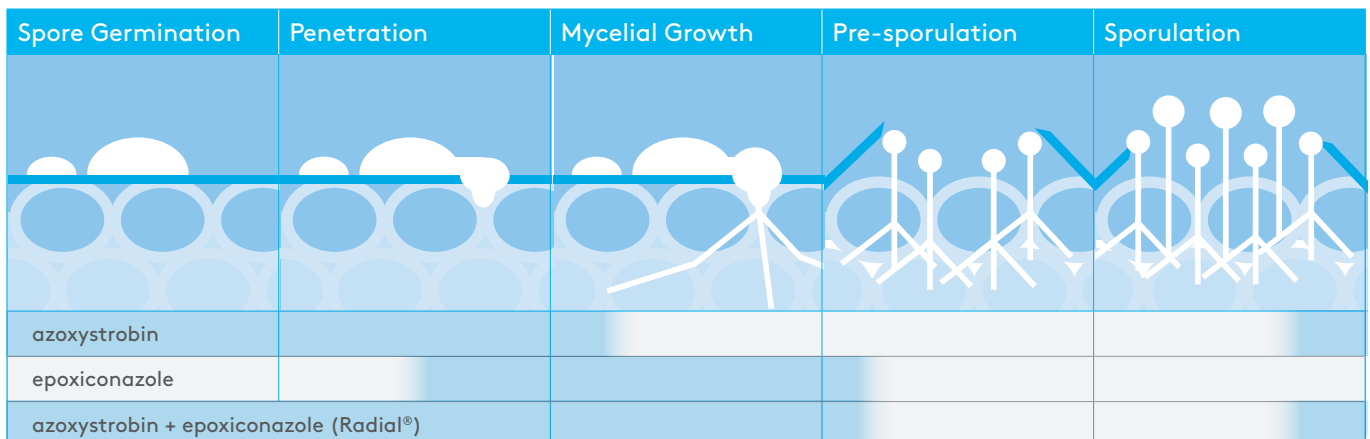 Spore Germination
Penetration
Mycelial Growth
Pre-sporulation
Sporulation
azoxystrobin
epoxiconazole
azoxystrobin + epoxiconazole (Radial®)